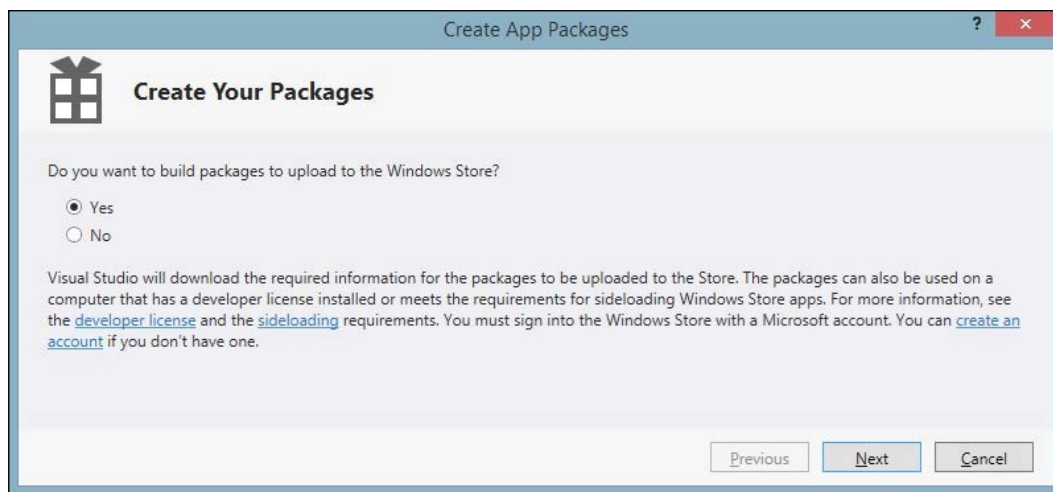 Create App Packages
?
Create Your Packages
Do you want to build packages to upload to the Windows Store?
Yes
No
Visual Studio will download the required information for the packages to be uploaded to the Store. The packages can also be used on a
computer that has a developer license installed or meets the requirements for sideloading Windows Store apps. For more information, see
the developer license and the sideloading requirements. You must sign into the Windows Store with a Microsoft account. You can create an
account if you don't have one.
Previous Next Cancel